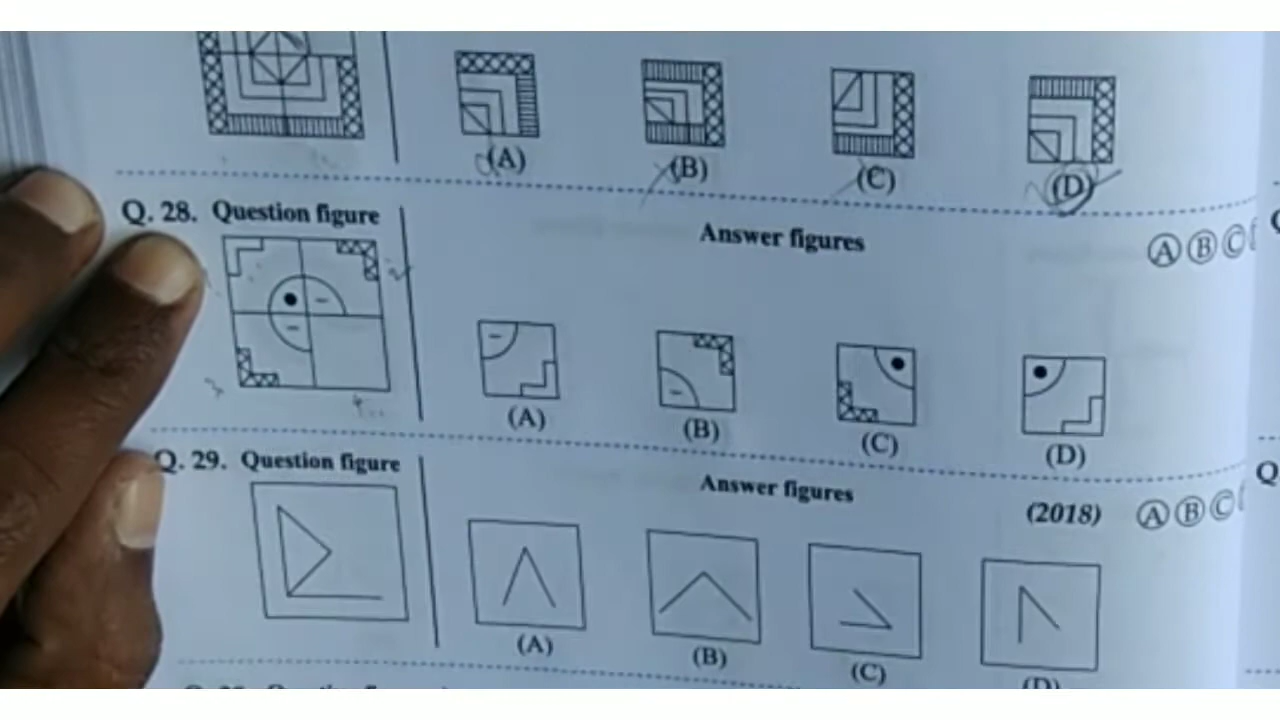 (A) (B) (C) (D)
Q. 28. Question figure
Answer figures
Ⓐ Ⓑ Ⓒ
(A) (B) (C) (D)
Q. 29. Question figure
Answer figures
(2018) Ⓐ Ⓑ Ⓒ
(A) (B) (C) (D)
Q